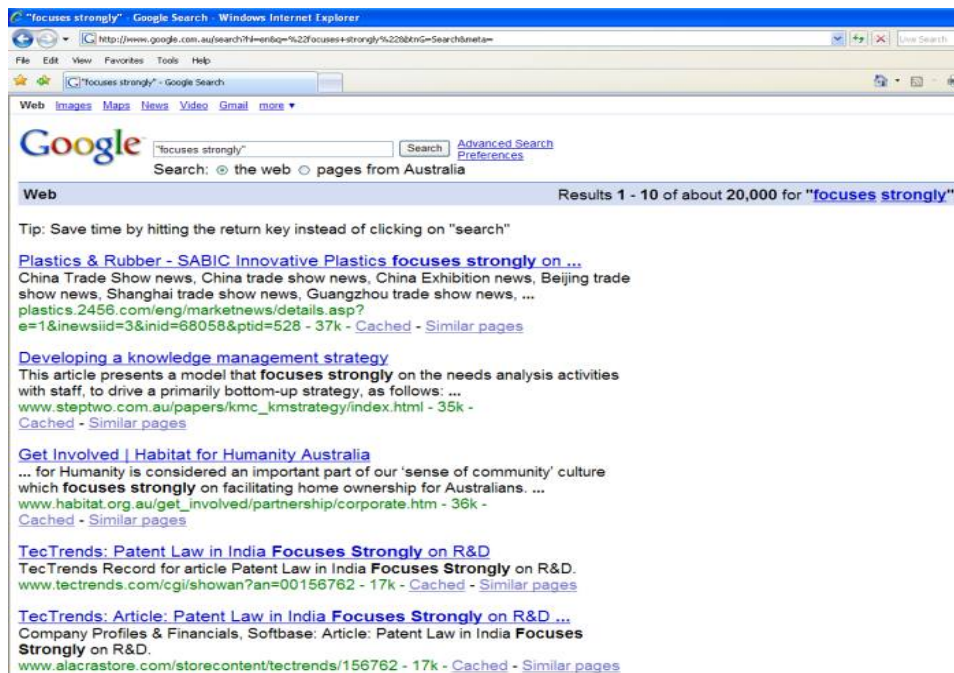 "focuses strongly" - Google Search - Windows Internet Explorer
http://www.google.com.au/search?hl=en&q=%22focuses+strongly%22&btnG=Search&meta=
Live Search
File Edit View Favorites Tools Help
"focuses strongly" - Google Search
Web Images Maps News Video Gmail more ▼
Google "focuses strongly" Search Advanced Search
Preferences
Search: the web pages from Australia
Web Results 1 - 10 of about 20,000 for "focuses strongly"
Tip: Save time by hitting the return key instead of clicking on "search"
Plastics & Rubber - SABIC Innovative Plastics focuses strongly on ...
China Trade Show news, China trade show news, China Exhibition news, Beijing trade
show news, Shanghai trade show news, Guangzhou trade show news, ...
plastics.2456.com/eng/marketnews/details.asp?
e=1&inewsiid=3&inid=68058&ptid=528 - 37k - Cached - Similar pages
Developing a knowledge management strategy
This article presents a model that focuses strongly on the needs analysis activities
with staff, to drive a primarily bottom-up strategy, as follows: ...
www.steptwo.com.au/papers/kmc_kmstrategy/index.html - 35k -
Cached - Similar pages
Get Involved | Habitat for Humanity Australia
... for Humanity is considered an important part of our 'sense of community' culture
which focuses strongly on facilitating home ownership for Australians. ...
www.habitat.org.au/get_involved/partnership/corporate.htm - 36k -
Cached - Similar pages
TecTrends: Patent Law in India Focuses Strongly on R&D
TecTrends Record for article Patent Law in India Focuses Strongly on R&D.
www.tectrends.com/cgi/showan?an=00156762 - 17k - Cached - Similar pages
TecTrends: Article: Patent Law in India Focuses Strongly on R&D ...
Company Profiles & Financials, Softbase: Article: Patent Law in India Focuses
Strongly on R&D.
www.alacrastore.com/storecontent/tectrends/156762 - 17k - Cached - Similar pages